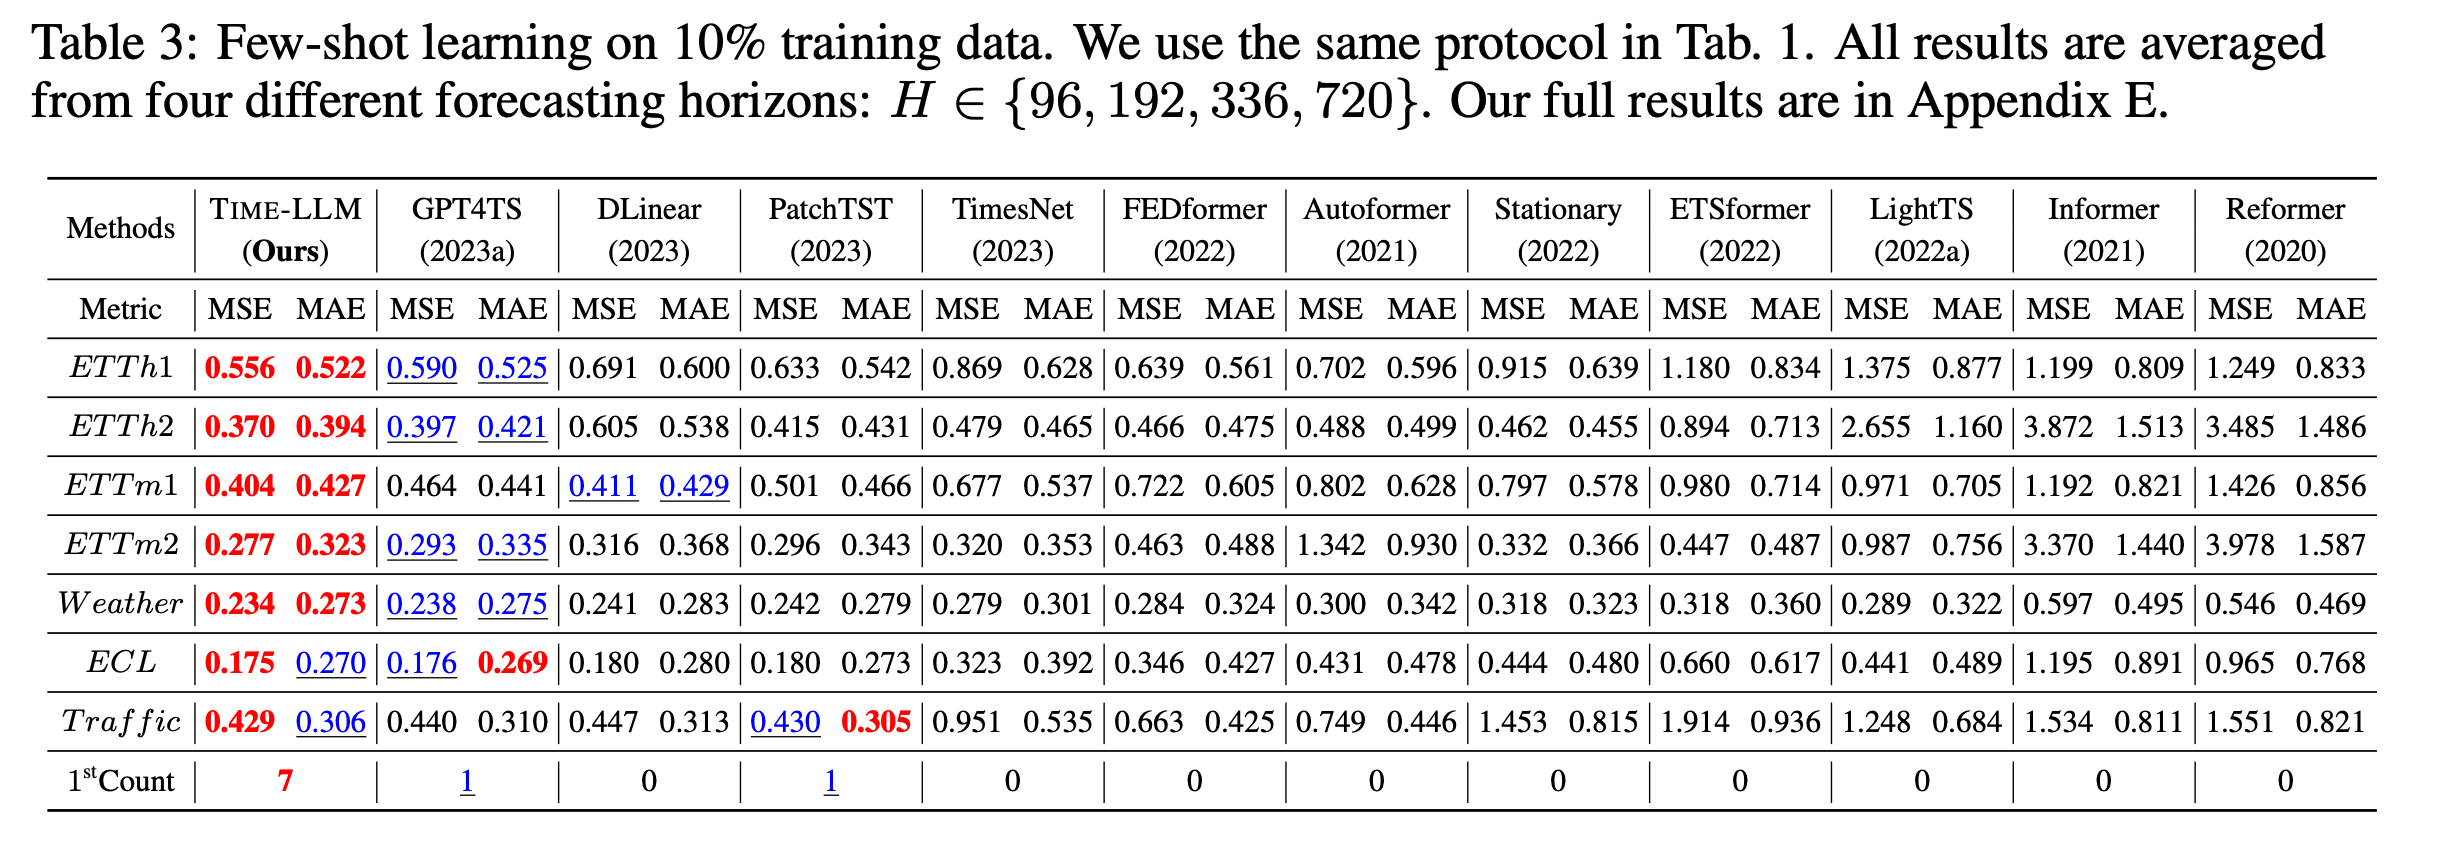 Table 3: Few-shot learning on 10% training data. We use the same protocol in Tab. 1. All results are averaged
from four different forecasting horizons: H ∈ {96, 192, 336, 720}. Our full results are in Appendix E.
Methods TIME-LLM GPT4TS DLinear PatchTST TimesNet FEDformer Autoformer Stationary ETSformer LightTS Informer Reformer
(Ours) (2023a) (2023) (2023) (2023) (2022) (2021) (2022) (2022) (2022a) (2021) (2020)
Metric MSE MAE MSE MAE MSE MAE MSE MAE MSE MAE MSE MAE MSE MAE MSE MAE MSE MAE MSE MAE MSE MAE MSE MAE
ETTh1 0.556 0.522 0.590 0.525 0.691 0.600 0.633 0.542 0.869 0.628 0.639 0.561 0.702 0.596 0.915 0.639 1.180 0.834 1.375 0.877 1.199 0.809 1.249 0.833
ETTh2 0.370 0.394 0.397 0.421 0.605 0.538 0.415 0.431 0.479 0.465 0.466 0.475 0.488 0.499 0.462 0.455 0.894 0.713 2.655 1.160 3.872 1.513 3.485 1.486
ETTm1 0.404 0.427 0.464 0.441 0.411 0.429 0.501 0.466 0.677 0.537 0.722 0.605 0.802 0.628 0.797 0.578 0.980 0.714 0.971 0.705 1.192 0.821 1.426 0.856
ETTm2 0.277 0.323 0.293 0.335 0.316 0.368 0.296 0.343 0.320 0.353 0.463 0.488 1.342 0.930 0.332 0.366 0.447 0.487 0.987 0.756 3.370 1.440 3.978 1.587
Weather 0.234 0.273 0.238 0.275 0.241 0.283 0.242 0.279 0.279 0.301 0.284 0.324 0.300 0.342 0.318 0.323 0.318 0.360 0.289 0.322 0.597 0.495 0.546 0.469
ECL 0.175 0.270 0.176 0.269 0.180 0.280 0.180 0.273 0.323 0.392 0.346 0.427 0.431 0.478 0.444 0.480 0.660 0.617 0.441 0.489 1.195 0.891 0.965 0.768
Traffic 0.429 0.306 0.440 0.310 0.447 0.313 0.430 0.305 0.951 0.535 0.663 0.425 0.749 0.446 1.453 0.815 1.914 0.936 1.248 0.684 1.534 0.811 1.551 0.821
1stCount 7 1 0 1 0 0 0 0 0 0 0 0